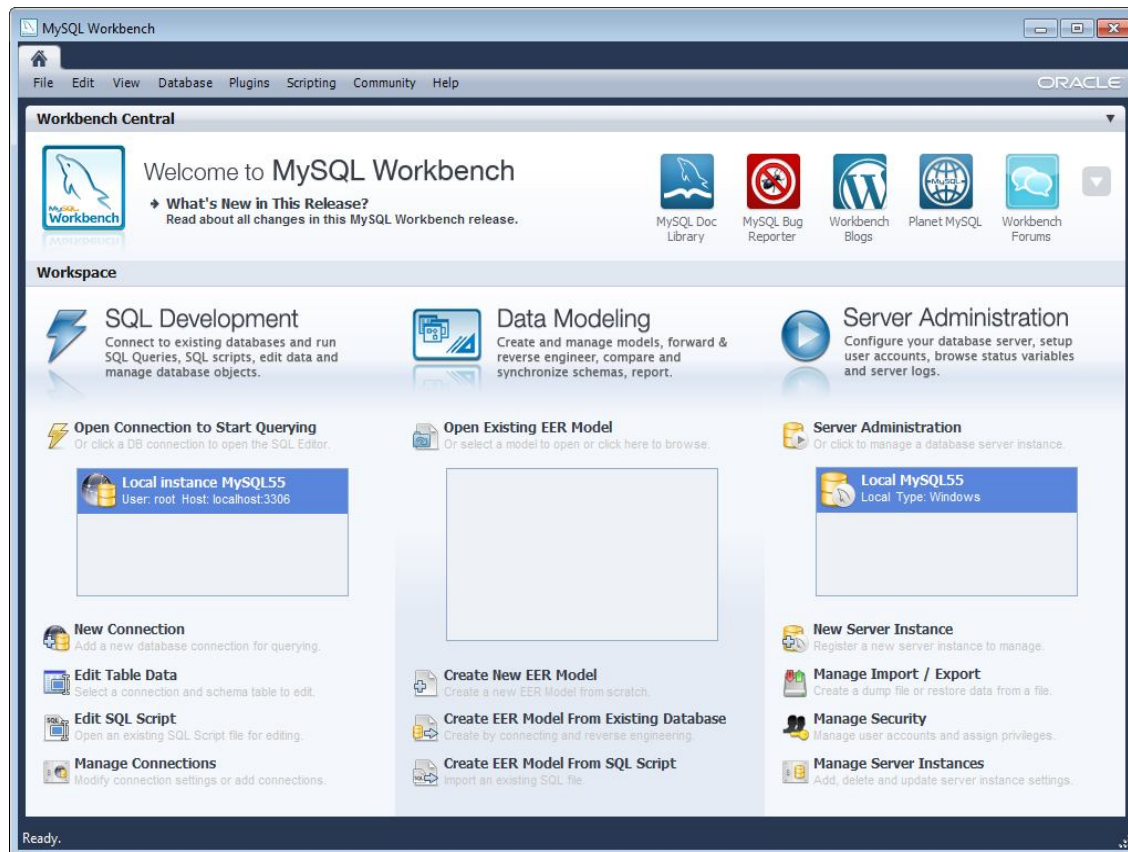 MySQL Workbench
File Edit View Database Plugins Scripting Community Help
ORACLE
Workbench Central
MySQL
Workbench
Welcome to MySQL Workbench
What's New in This Release?
Read about all changes in this MySQL Workbench release.
MySQL Doc
Library
MySQL Bug
Reporter
Workbench
Blogs
MySQL
Planet MySQL
Workbench
Forums
Workspace
SQL Development
Connect to existing databases and run
SQL Queries, SQL scripts, edit data and
manage database objects.
Open Connection to Start Querying
Or click a DB connection to open the SQL Editor.
Local instance MySQL55
User: root Host: localhost:3306
New Connection
Add a new database connection for querying.
Edit Table Data
Select a connection and schema table to edit.
SQL
Edit SQL Script
Open an existing SQL Script file for editing.
Manage Connections
Modify connection settings or add connections.
Data Modeling
Create and manage models, forward &
reverse engineer, compare and
synchronize schemas, report.
Open Existing EER Model
Or select a model to open or click here to browse.
Create New EER Model
Create a new EER Model from scratch.
Create EER Model From Existing Database
Create by connecting and reverse engineering.
SQL
Create EER Model From SQL Script
Import an existing SQL file.
Server Administration
Configure your database server, setup
user accounts, browse status variables
and server logs.
Server Administration
Or click to manage a database server instance.
Local MySQL55
Local Type: Windows
New Server Instance
Register a new server instance to manage.
Manage Import / Export
Create a dump file or restore data from a file.
Manage Security
Manage user accounts and assign privileges.
Manage Server Instances
Add, delete and update server instance settings.
Ready.